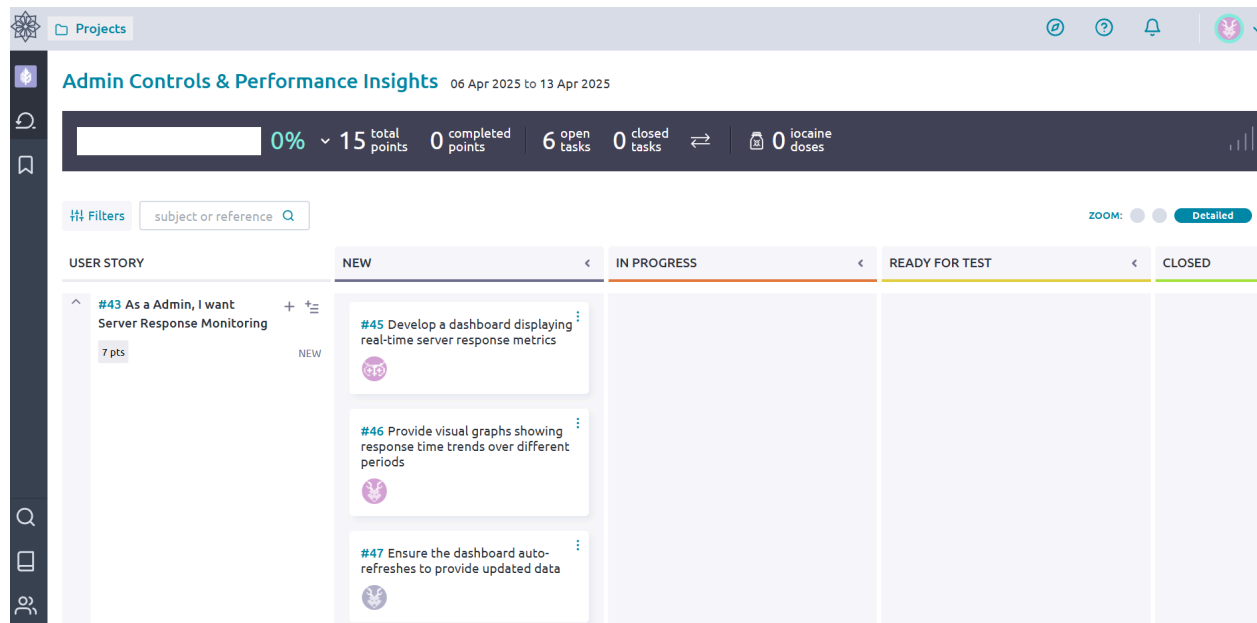 Projects
Admin Controls & Performance Insights 06 Apr 2025 to 13 Apr 2025
0% 15 total points 0 completed points 6 open tasks 0 closed tasks 0 iocaine doses
Filters subject or reference ZOOM: Detailed
USER STORY NEW IN PROGRESS READY FOR TEST CLOSED
#43 As a Admin, I want
Server Response Monitoring
7 pts NEW
#45 Develop a dashboard displaying
real-time server response metrics
#46 Provide visual graphs showing
response time trends over different
periods
#47 Ensure the dashboard auto-
refreshes to provide updated data